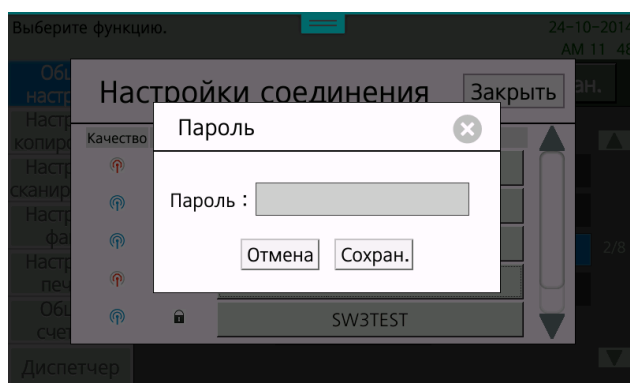 Выберите функцию.
24-10-2014
AM 11 48
Настройки соединения
Закрыть
Качество
Пароль
Пароль :
Отмена
Сохран.
SW3TEST
2/8
Диспетчер